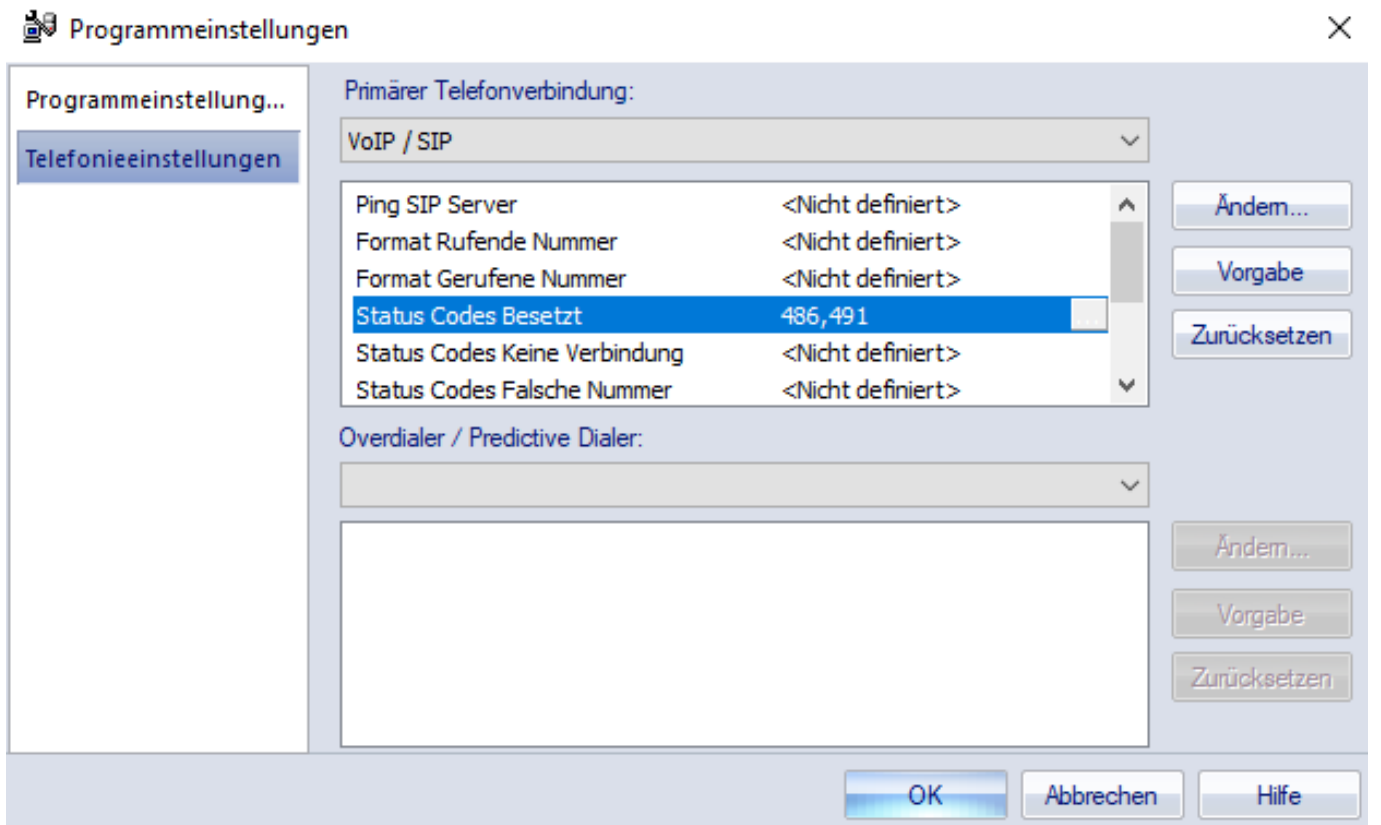 Programmeinstellungen
Programmeinstellung...
Telefonieeinstellungen
Primärer Telefonverbindung:
VoIP / SIP
Ping SIP Server <Nicht definiert>
Format Rufende Nummer <Nicht definiert>
Format Gerufene Nummer <Nicht definiert>
Status Codes Besetzt 486,491 ...
Status Codes Keine Verbindung <Nicht definiert>
Status Codes Falsche Nummer <Nicht definiert>
Ändern...
Vorgabe
Zurücksetzen
Overdialer / Predictive Dialer:
Ändern...
Vorgabe
Zurücksetzen
OK Abbrechen Hilfe